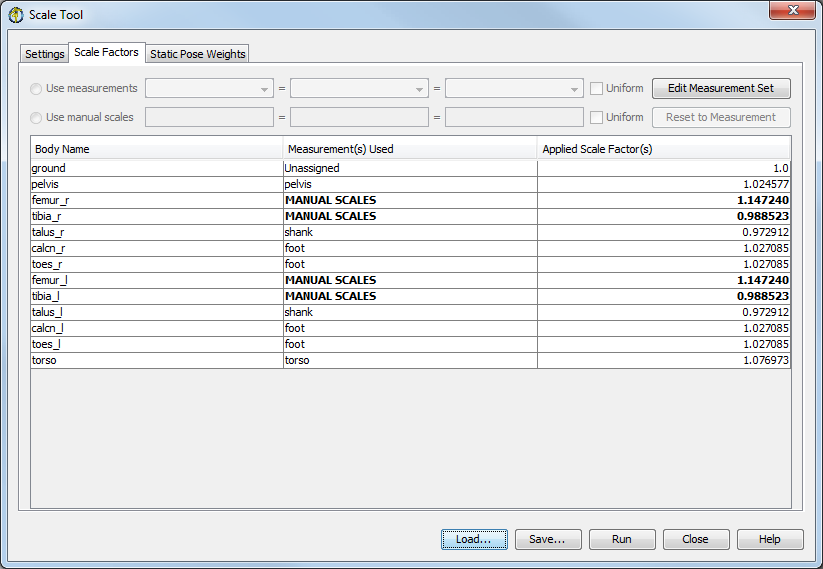 Scale Tool
Settings Scale Factors Static Pose Weights
Use measurements = = Uniform Edit Measurement Set
Use manual scales = = Uniform Reset to Measurement
Body Name Measurement(s) Used Applied Scale Factor(s)
ground Unassigned 1.0
pelvis pelvis 1.024577
femur_r MANUAL SCALES 1.147240
tibia_r MANUAL SCALES 0.988523
talus_r shank 0.972912
calcn_r foot 1.027085
toes_r foot 1.027085
femur_l MANUAL SCALES 1.147240
tibia_l MANUAL SCALES 0.988523
talus_l shank 0.972912
calcn_l foot 1.027085
toes_l foot 1.027085
torso torso 1.076973
Load... Save... Run Close Help